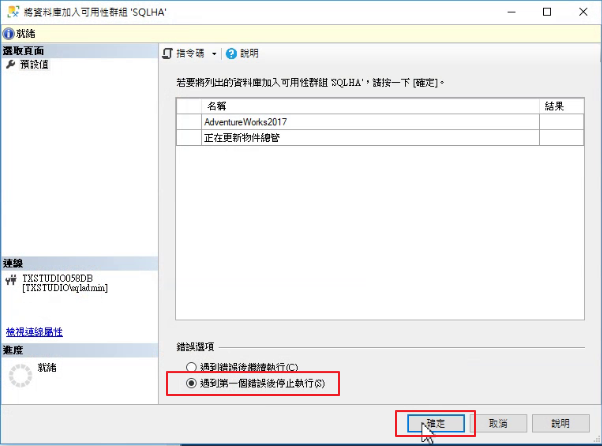 將資料庫加入可用性群組 'SQLHA'
就緒
選取頁面
預設值
指令碼
說明
若要將列出的資料庫加入可用性群組 'SQLHA'，請按一下 [確定]。
名稱
結果
AdventureWorks2017
正在更新物件總管
連線
TXSTUDIO058DB
[TXSTUDIO\sqladmin]
檢視連線屬性
進度
就緒
錯誤選項
遇到錯誤後繼續執行(C)
遇到第一個錯誤後停止執行(S)
確定
取消
說明